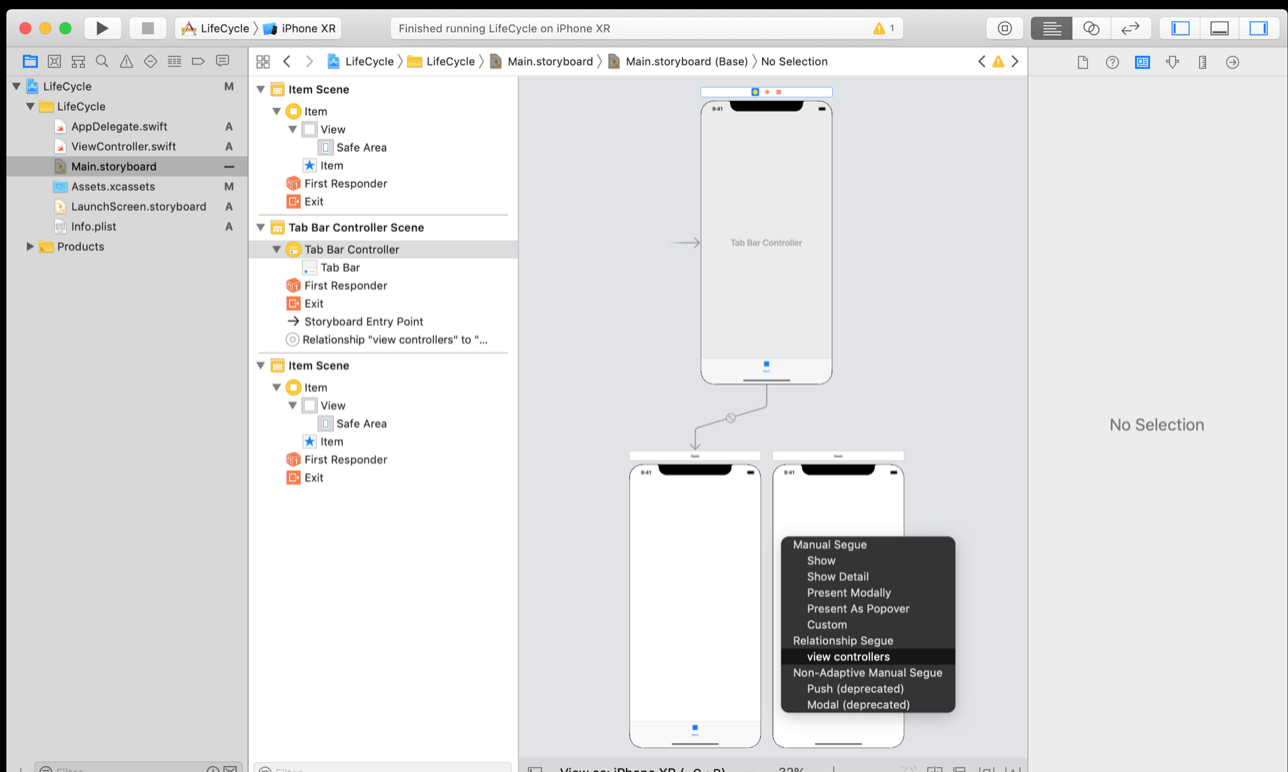 LifeCycle iPhone XR
Finished running LifeCycle on iPhone XR
1
LifeCycle LifeCycle Main.storyboard Main.storyboard (Base) No Selection
LifeCycle M
LifeCycle
AppDelegate.swift A
ViewController.swift A
Main.storyboard —
Assets.xcassets M
LaunchScreen.storyboard A
Info.plist A
Products
Item Scene
Item
View
Safe Area
Item
First Responder
Exit
Tab Bar Controller Scene
Tab Bar Controller
Tab Bar
First Responder
Exit
Storyboard Entry Point
Relationship "view controllers" to "...
Item Scene
Item
View
Safe Area
Item
First Responder
Exit
9:41
Tab Bar Controller
Item
Item
9:41
Item
Item
9:41
Manual Segue
Show
Show Detail
Present Modally
Present As Popover
Custom
Relationship Segue
view controllers
Non-Adaptive Manual Segue
Push (deprecated)
Modal (deprecated)
No Selection
Filter
Filter
View as: iPhone XR
32%